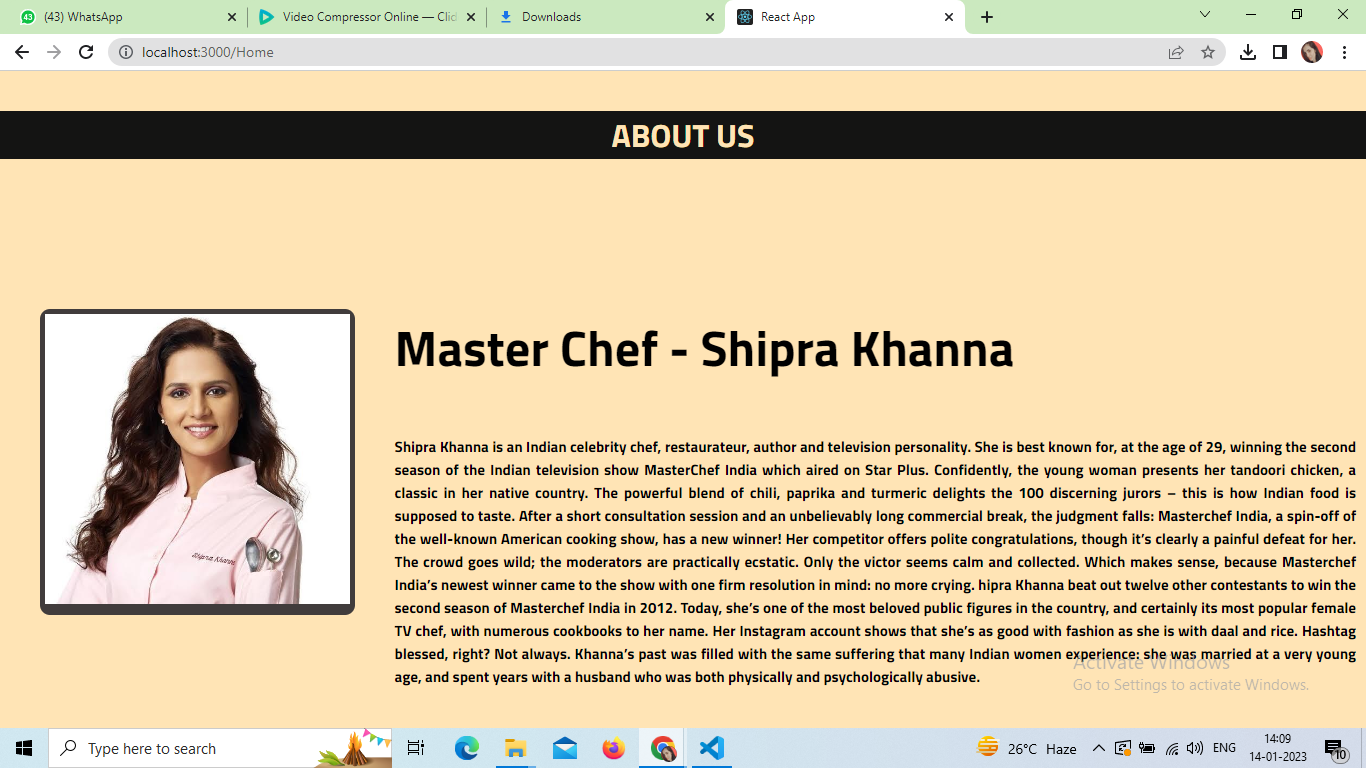 43 (43) WhatsApp
Video Compressor Online — Clid
Downloads
React App
localhost:3000/Home
ABOUT US
Master Chef - Shipra Khanna
Shipra Khanna
Shipra Khanna is an Indian celebrity chef, restaurateur, author and television personality. She is best known for, at the age of 29, winning the second
season of the Indian television show MasterChef India which aired on Star Plus. Confidently, the young woman presents her tandoori chicken, a
classic in her native country. The powerful blend of chili, paprika and turmeric delights the 100 discerning jurors – this is how Indian food is
supposed to taste. After a short consultation session and an unbelievably long commercial break, the judgment falls: Masterchef India, a spin-off of
the well-known American cooking show, has a new winner! Her competitor offers polite congratulations, though it’s clearly a painful defeat for her.
The crowd goes wild; the moderators are practically ecstatic. Only the victor seems calm and collected. Which makes sense, because Masterchef
India’s newest winner came to the show with one firm resolution in mind: no more crying. hipra Khanna beat out twelve other contestants to win the
second season of Masterchef India in 2012. Today, she’s one of the most beloved public figures in the country, and certainly its most popular female
TV chef, with numerous cookbooks to her name. Her Instagram account shows that she’s as good with fashion as she is with daal and rice. Hashtag
blessed, right? Not always. Khanna’s past was filled with the same suffering that many Indian women experience: she was married at a very young
age, and spent years with a husband who was both physically and psychologically abusive.
Activate Windows
Go to Settings to activate Windows.
Type here to search
26°C Haze
ENG
14:09
14-01-2023
10